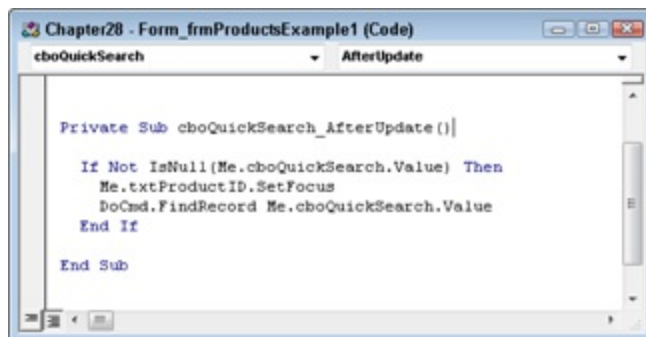 Chapter28 - Form_frmProductsExample1 (Code)
cboQuickSearch AfterUpdate
Private Sub cboQuickSearch_AfterUpdate()
If Not IsNull(Me.cboQuickSearch.Value) Then
Me.txtProductID.SetFocus
DoCmd.FindRecord Me.cboQuickSearch.Value
End If
End Sub